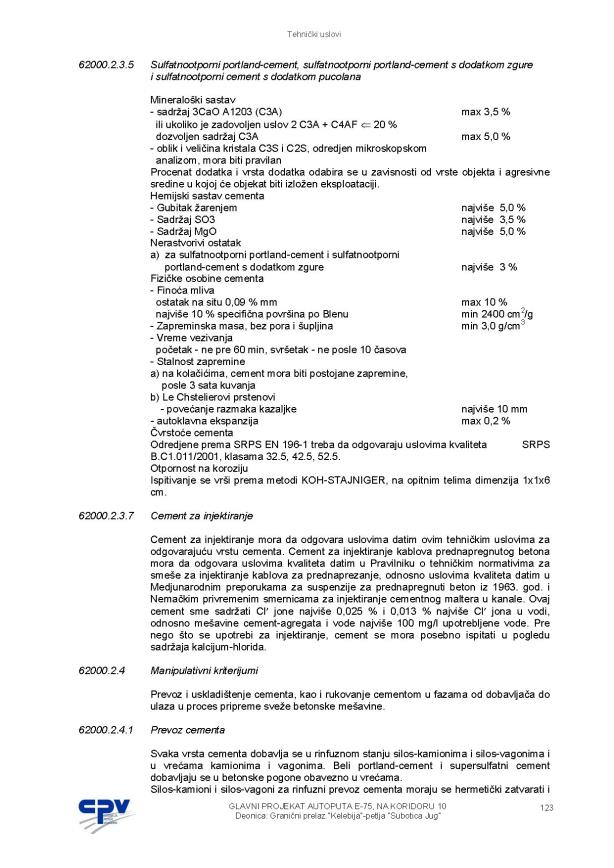 Tehnički uslovi
62000.2.3.5 Sulfatnootporni portland-cement, sulfatnootporni portland-cement s dodatkom zgure
i sulfatnootporni cement s dodatkom pucolana
Mineraloški sastav
- sadržaj 3CaO A1203 (C3A) max 3,5 %
ili ukoliko je zadovoljen uslov 2 C3A + C4AF ⇐ 20 %
dozvoljen sadržaj C3A max 5,0 %
- oblik i veličina kristala C3S i C2S, odredjen mikroskopskom
analizom, mora biti pravilan
Procenat dodatka i vrsta dodatka odabira se u zavisnosti od vrste objekta i agresivne
sredine u kojoj će objekat biti izložen eksploataciji.
Hemijski sastav cementa
- Gubitak žarenjem najviše 5,0 %
- Sadržaj SO3 najviše 3,5 %
- Sadržaj MgO najviše 5,0 %
Nerastvorivi ostatak
a) za sulfatnootporni portland-cement i sulfatnootporni
portland-cement s dodatkom zgure najviše 3 %
Fizičke osobine cementa
- Finoća mliva
ostatak na situ 0,09 % mm max 10 %
najviše 10 % specifična površina po Blenu min 2400 cm²/g
- Zapreminska masa, bez pora i šupljina min 3,0 g/cm³
- Vreme vezivanja
početak - ne pre 60 min, svršetak - ne posle 10 časova
- Stalnost zapremine
a) na kolačićima, cement mora biti postojane zapremine,
posle 3 sata kuvanja
b) Le Chstelierovi prstenovi
- povećanje razmaka kazaljke najviše 10 mm
- autoklavna ekspanzija max 0,2 %
Čvrstoće cementa
Odredjene prema SRPS EN 196-1 treba da odgovaraju uslovima kvaliteta SRPS
B.C1.011/2001, klasama 32.5, 42.5, 52.5.
Otpornost na koroziju
Ispitivanje se vrši prema metodi KOH-STAJNIGER, na opitnim telima dimenzija 1x1x6
cm.
62000.2.3.7 Cement za injektiranje
Cement za injektiranje mora da odgovara uslovima datim ovim tehničkim uslovima za
odgovarajuću vrstu cementa. Cement za injektiranje kablova prednapregnutog betona
mora da odgovara uslovima kvaliteta datim u Pravilniku o tehničkim normativima za
smeše za injektiranje kablova za prednaprezanje, odnosno uslovima kvaliteta datim u
Medjunarodnim preporukama za suspenzije za prednapregnuti beton iz 1963. god. i
Nemačkim privremenim smernicama za injektiranje cementnog maltera u kanale. Ovaj
cement sme sadržati Cl′ jone najviše 0,025 % i 0,013 % najviše Cl′ jona u vodi,
odnosno mešavine cement-agregata i vode najviše 100 mg/l upotrebljene vode. Pre
nego što se upotrebi za injektiranje, cement se mora posebno ispitati u pogledu
sadržaja kalcijum-hlorida.
62000.2.4 Manipulativni kriterijumi
Prevoz i uskladištenje cementa, kao i rukovanje cementom u fazama od dobavljača do
ulaza u proces pripreme sveže betonske mešavine.
62000.2.4.1 Prevoz cementa
Svaka vrsta cementa dobavlja se u rinfuznom stanju silos-kamionima i silos-vagonima i
u vrećama kamionima i vagonima. Beli portland-cement i supersulfatni cement
dobavljaju se u betonske pogone obavezno u vrećama.
Silos-kamioni i silos-vagoni za rinfuzni prevoz cementa moraju se hermetički zatvarati i
CPV
GLAVNI PROJEKAT AUTOPUTA E-75, NA KORIDORU 10
Deonica: Granični prelaz "Kelebija"-petlja "Subotica Jug"
123